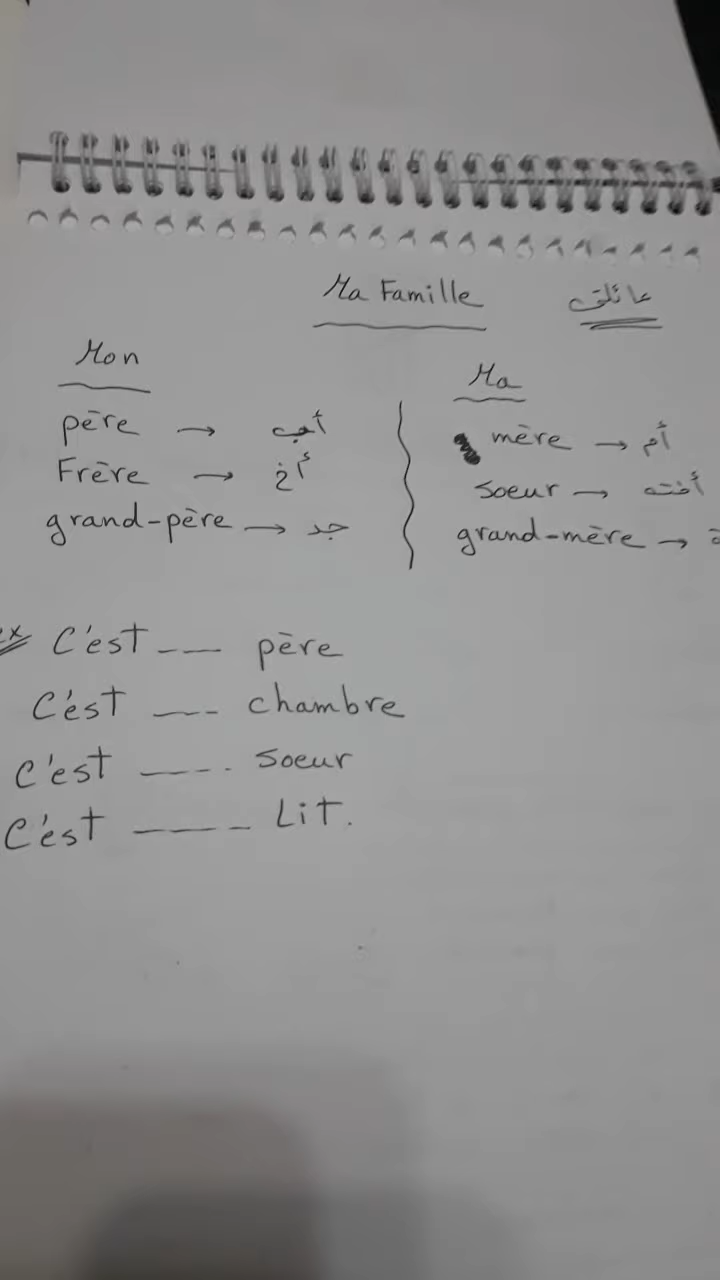 Ma Famille عائلتى
Mon
père → أب
Frère → أخ
grand-père → جد
Ma
mère → أم
soeur → أخت
grand-mère →
ex C'est ___ père
C'est ___ chambre
C'est ___ soeur
C'est ___ Lit.